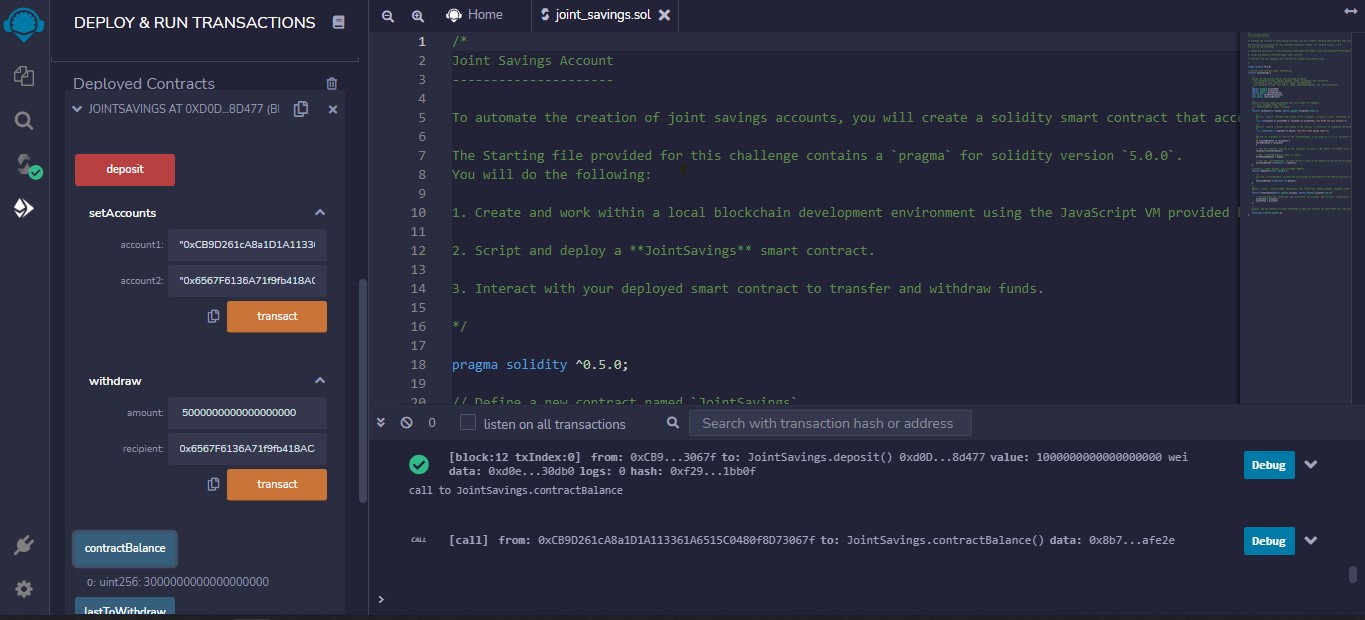 DEPLOY & RUN TRANSACTIONS
Deployed Contracts
JOINTSAVINGS AT 0XD0D...8D477 (Bl
deposit
setAccounts
account1: "0xCB9D261cA8a1D1A11336
account2: "0x6567F6136A71f9fb418AC
transact
withdraw
amount: 5000000000000000000
recipient: 0x6567F6136A71f9fb418AC
transact
contractBalance
0: uint256: 3000000000000000000
lastToWithdraw
Home
joint_savings.sol
1 /*
2 Joint Savings Account
3 ---------------------
4
5 To automate the creation of joint savings accounts, you will create a solidity smart contract that acc
6
7 The Starting file provided for this challenge contains a `pragma` for solidity version `5.0.0`.
8 You will do the following:
9
10 1. Create and work within a local blockchain development environment using the JavaScript VM provided
11
12 2. Script and deploy a **JointSavings** smart contract.
13
14 3. Interact with your deployed smart contract to transfer and withdraw funds.
15
16 */
17
18 pragma solidity ^0.5.0;
19
20 // Define a new contract named `JointSavings`
0
listen on all transactions
Search with transaction hash or address
[block:12 txIndex:0] from: 0xCB9...3067f to: JointSavings.deposit() 0xd0D...8d477 value: 1000000000000000000 wei
data: 0xd0e...30db0 logs: 0 hash: 0xf29...1bb0f
Debug
call to JointSavings.contractBalance
CALL [call] from: 0xCB9D261cA8a1D1A113361A6515C0480f8D73067f to: JointSavings.contractBalance() data: 0x8b7...afe2e
Debug
>